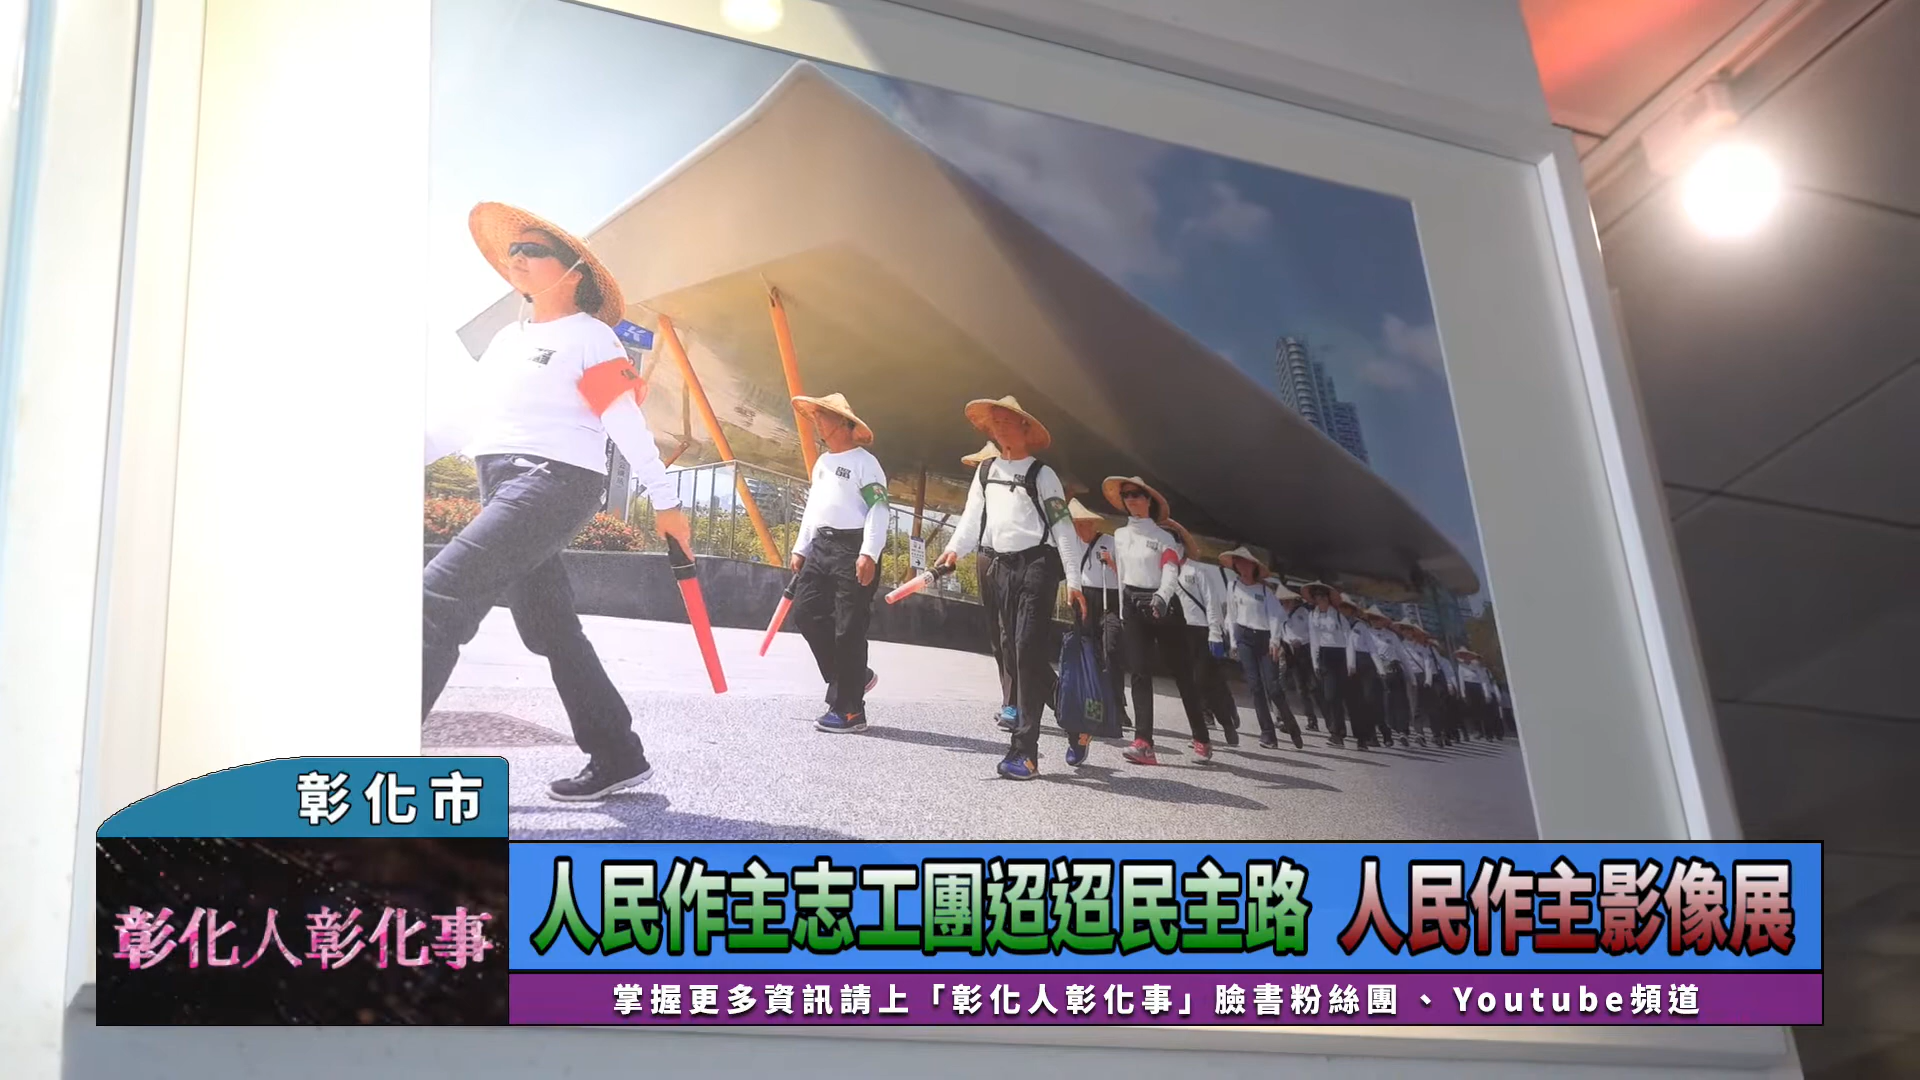 彰化市
彰化人彰化事
人民作主志工團迢迢民主路 人民作主影像展
掌握更多資訊請上「彰化人彰化事」臉書粉絲團、Youtube頻道